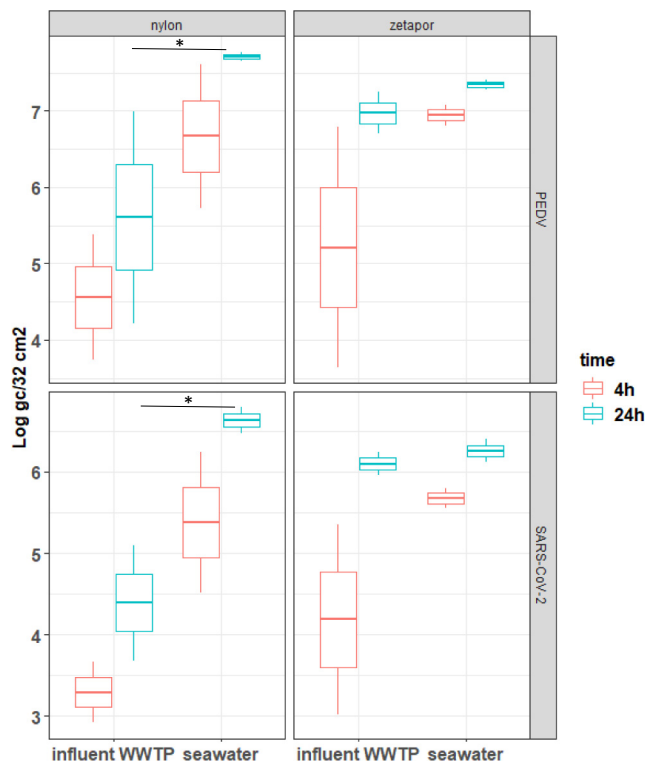 nylon
zetapor
*
7
6
5
4
PEDV
Log gc/32 cm2
time
4h
24h
*
6
5
4
3
SARS-CoV-2
influent WWTP seawater
influent WWTP seawater